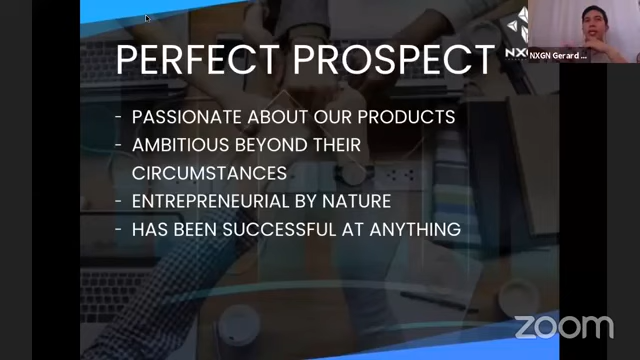 PERFECT PROSPECT
- PASSIONATE ABOUT OUR PRODUCTS
- AMBITIOUS BEYOND THEIR
CIRCUMSTANCES
- ENTREPRENEURIAL BY NATURE
- HAS BEEN SUCCESSFUL AT ANYTHING
NXGN Gerard ...
zoom